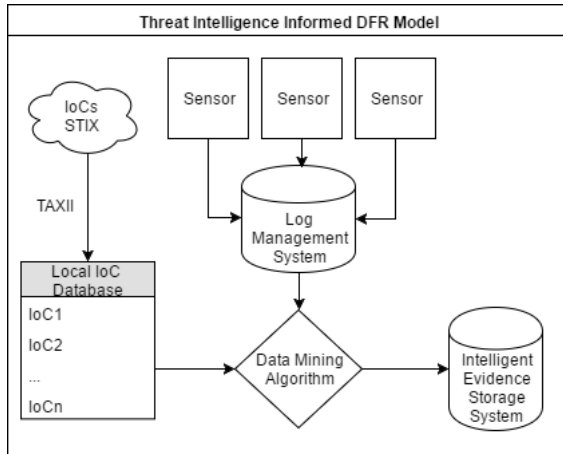 Threat Intelligence Informed DFR Model
IoCs
STIX
Sensor
Sensor
Sensor
TAXII
Log
Management
System
Local IoC
Database
IoC1
IoC2
...
IoCn
Data Mining
Algorithm
Intelligent
Evidence
Storage
System